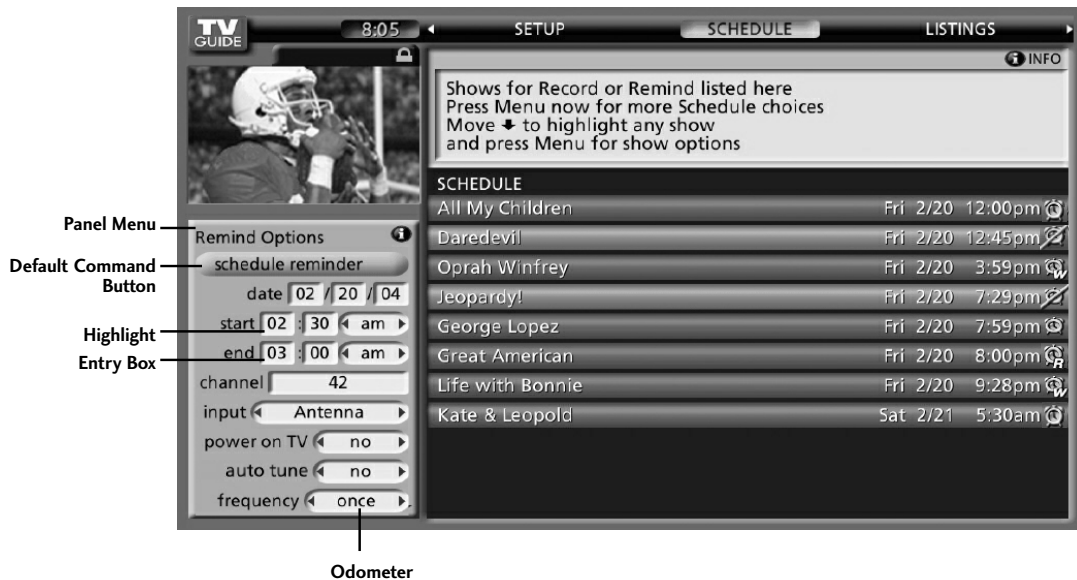 TV
GUIDE
8:05
SETUP
SCHEDULE
LISTINGS
INFO
Shows for Record or Remind listed here
Press Menu now for more Schedule choices
Move ⬇ to highlight any show
and press Menu for show options
SCHEDULE
All My Children Fri 2/20 12:00pm
Daredevil Fri 2/20 12:45pm
Oprah Winfrey Fri 2/20 3:59pm W
Jeopardy! Fri 2/20 7:29pm
George Lopez Fri 2/20 7:59pm
Great American Fri 2/20 8:00pm R
Life with Bonnie Fri 2/20 9:28pm W
Kate & Leopold Sat 2/21 5:30am
Panel Menu
Default Command
Button
Highlight
Entry Box
Remind Options
schedule reminder
date 02 / 20 / 04
start 02 : 30 am
end 03 : 00 am
channel 42
input Antenna
power on TV no
auto tune no
frequency once
Odometer